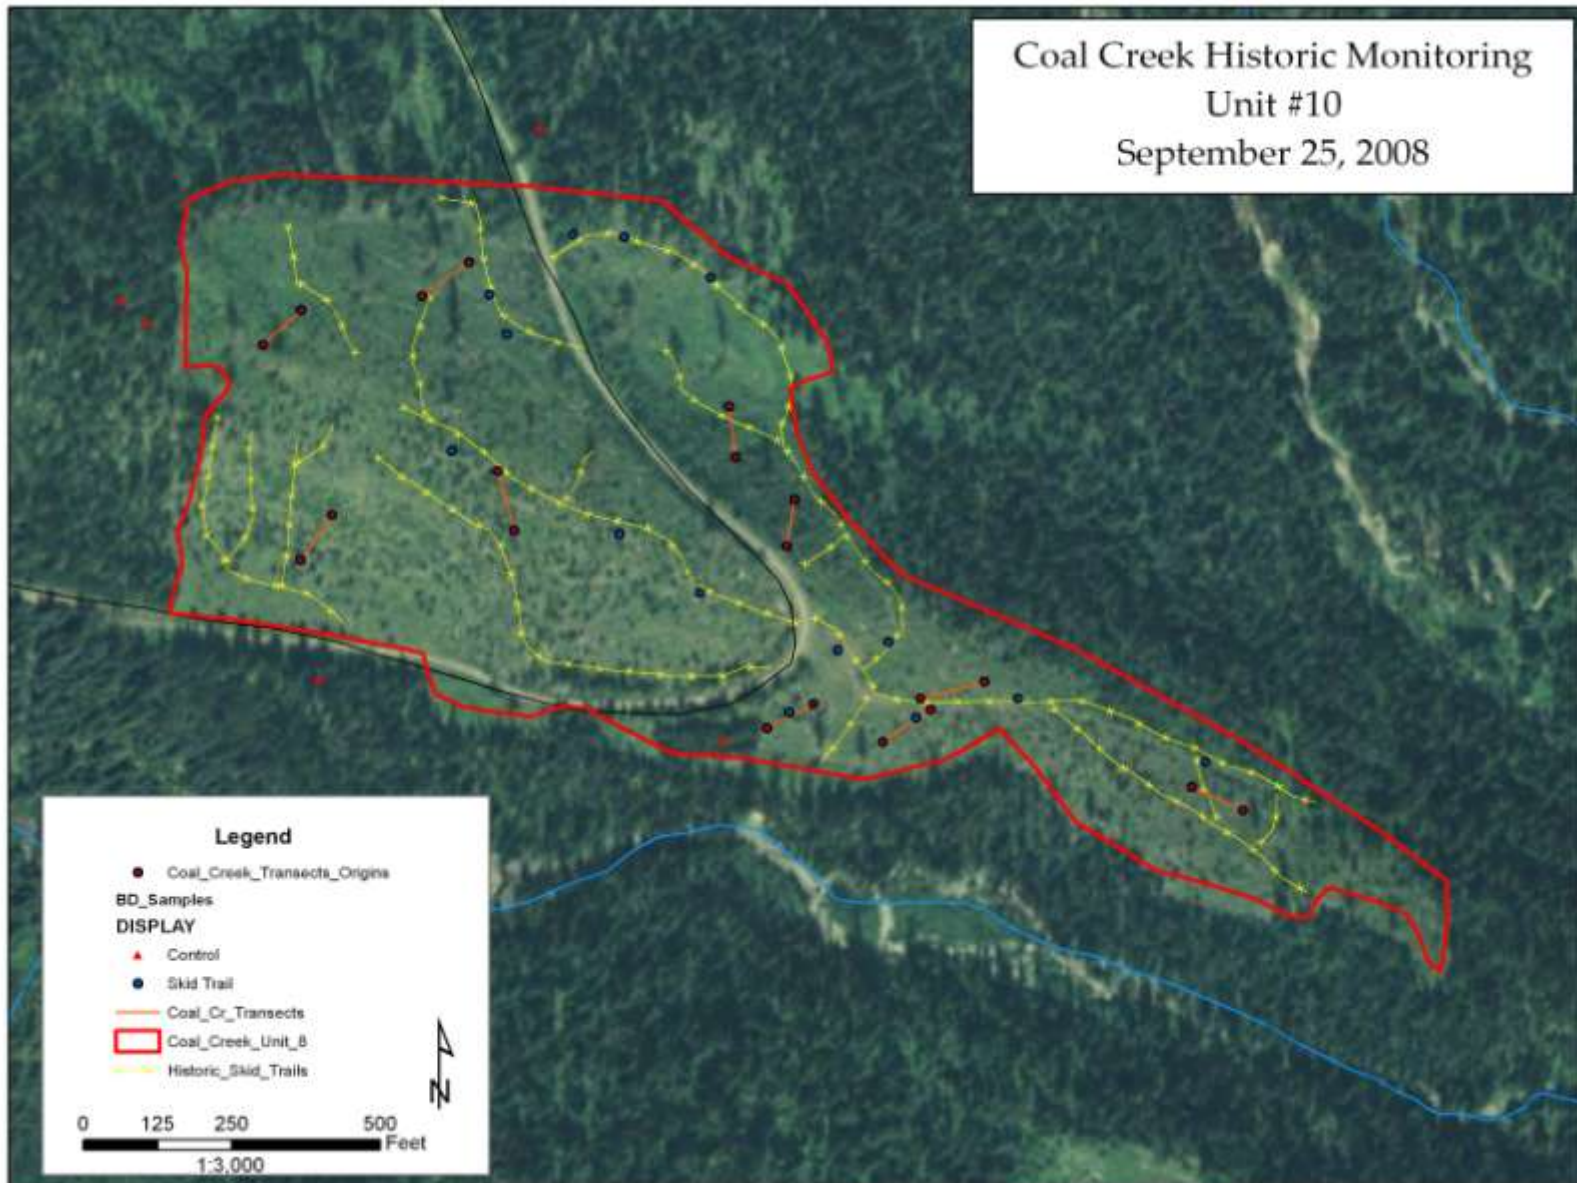 Coal Creek Historic Monitoring
Unit #10
September 25, 2008
Legend
Coal_Creek_Transects_Origins
BD_Samples
DISPLAY
Control
Skid Trail
Coal_Cr_Transects
Coal_Creek_Unit_8
Historic_Skid_Trails
N
0 125 250 500
Feet
1:3,000